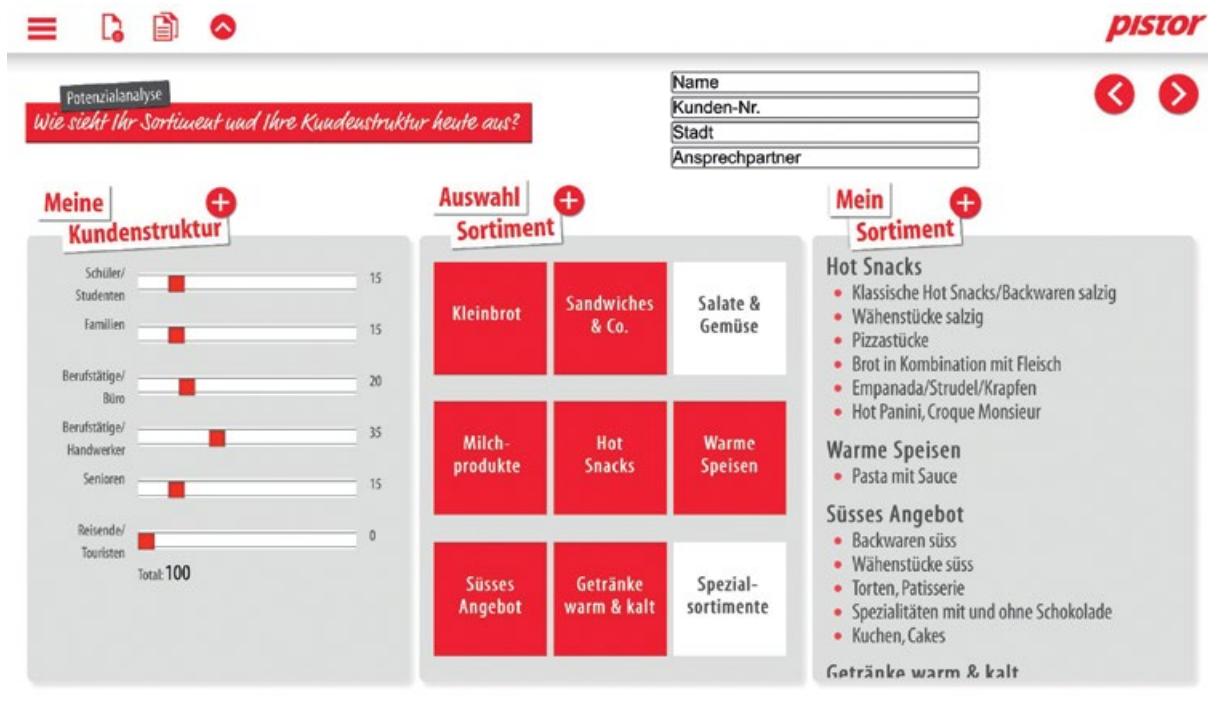 pistor
Potenzialanalyse
Wie sieht Ihr Sortiment und Ihre Kundenstruktur heute aus?
Name
Kunden-Nr.
Stadt
Ansprechpartner
Meine
Kundenstruktur
Schüler/
Studenten
15
Familien
15
Berufstätige/
Büro
20
Berufstätige/
Handwerker
35
Senioren
15
Reisende/
Touristen
0
Total: 100
Auswahl
Sortiment
Kleinbrot
Sandwiches
& Co.
Salate &
Gemüse
Milch-
produkte
Hot
Snacks
Warme
Speisen
Süsses
Angebot
Getränke
warm & kalt
Spezial-
sortimente
Mein
Sortiment
Hot Snacks
• Klassische Hot Snacks/Backwaren salzig
• Wähenstücke salzig
• Pizzastücke
• Brot in Kombination mit Fleisch
• Empanada/Strudel/Krapfen
• Hot Panini, Croque Monsieur
Warme Speisen
• Pasta mit Sauce
Süsses Angebot
• Backwaren süss
• Wähenstücke süss
• Torten, Patisserie
• Spezialitäten mit und ohne Schokolade
• Kuchen, Cakes
Getränke warm & kalt